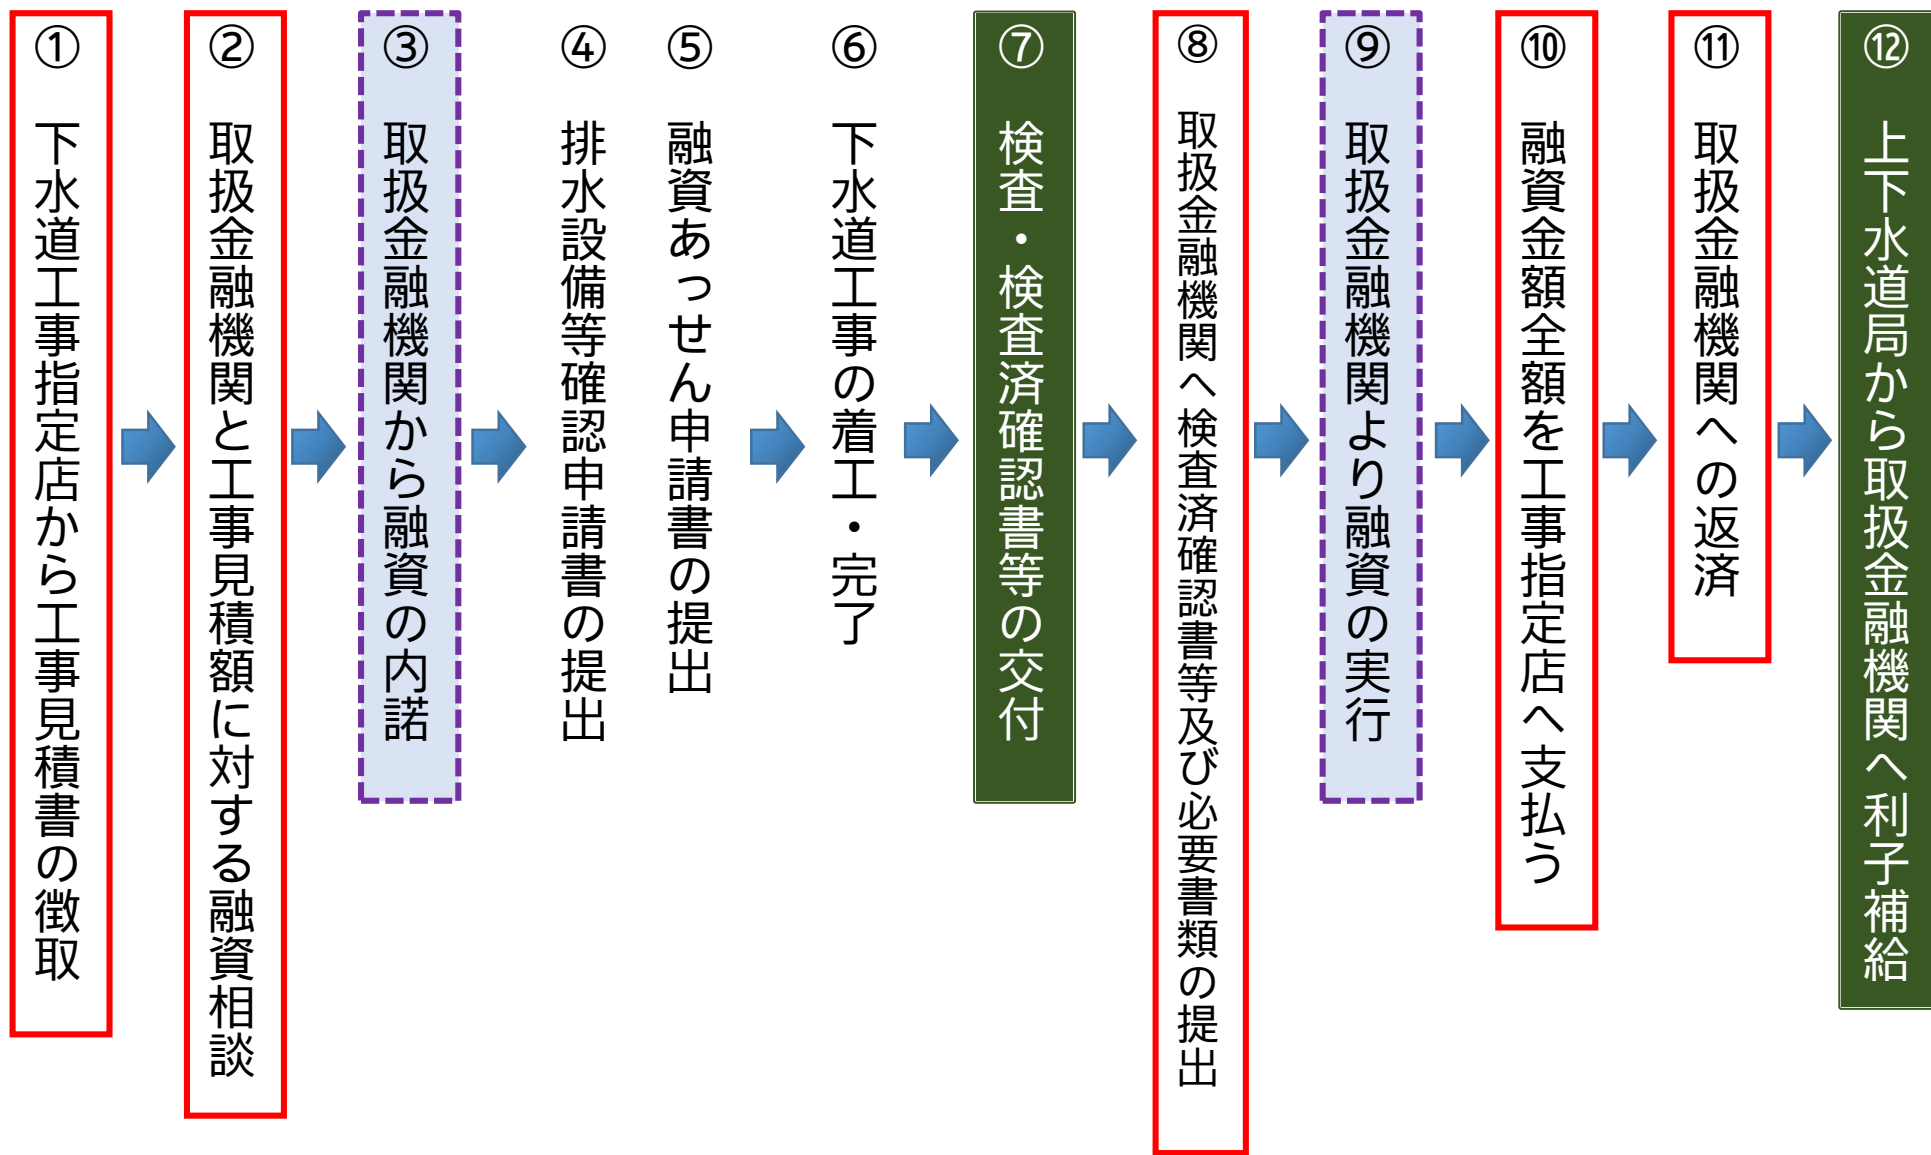 ① 下水道工事指定店から工事見積書の徴取
② 取扱金融機関と工事見積額に対する融資相談
③ 取扱金融機関から融資の内諾
④ 排水設備等確認申請書の提出
⑤ 融資あっせん申請書の提出
⑥ 下水道工事の着工・完了
⑦ 検査・検査済確認書等の交付
⑧ 取扱金融機関へ検査済確認書等及び必要書類の提出
⑨ 取扱金融機関より融資の実行
⑩ 融資金額全額を工事指定店へ支払う
⑪ 取扱金融機関への返済
⑫ 上下水道局から取扱金融機関へ利子補給